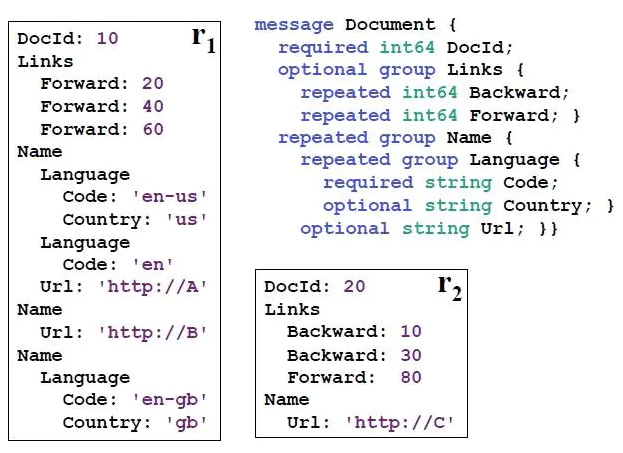 DocId: 10 r1
Links
Forward: 20
Forward: 40
Forward: 60
Name
Language
Code: 'en-us'
Country: 'us'
Language
Code: 'en'
Url: 'http://A'
Name
Url: 'http://B'
Name
Language
Code: 'en-gb'
Country: 'gb'
message Document {
required int64 DocId;
optional group Links {
repeated int64 Backward;
repeated int64 Forward; }
repeated group Name {
repeated group Language {
required string Code;
optional string Country; }
optional string Url; }}
DocId: 20 r2
Links
Backward: 10
Backward: 30
Forward: 80
Name
Url: 'http://C'